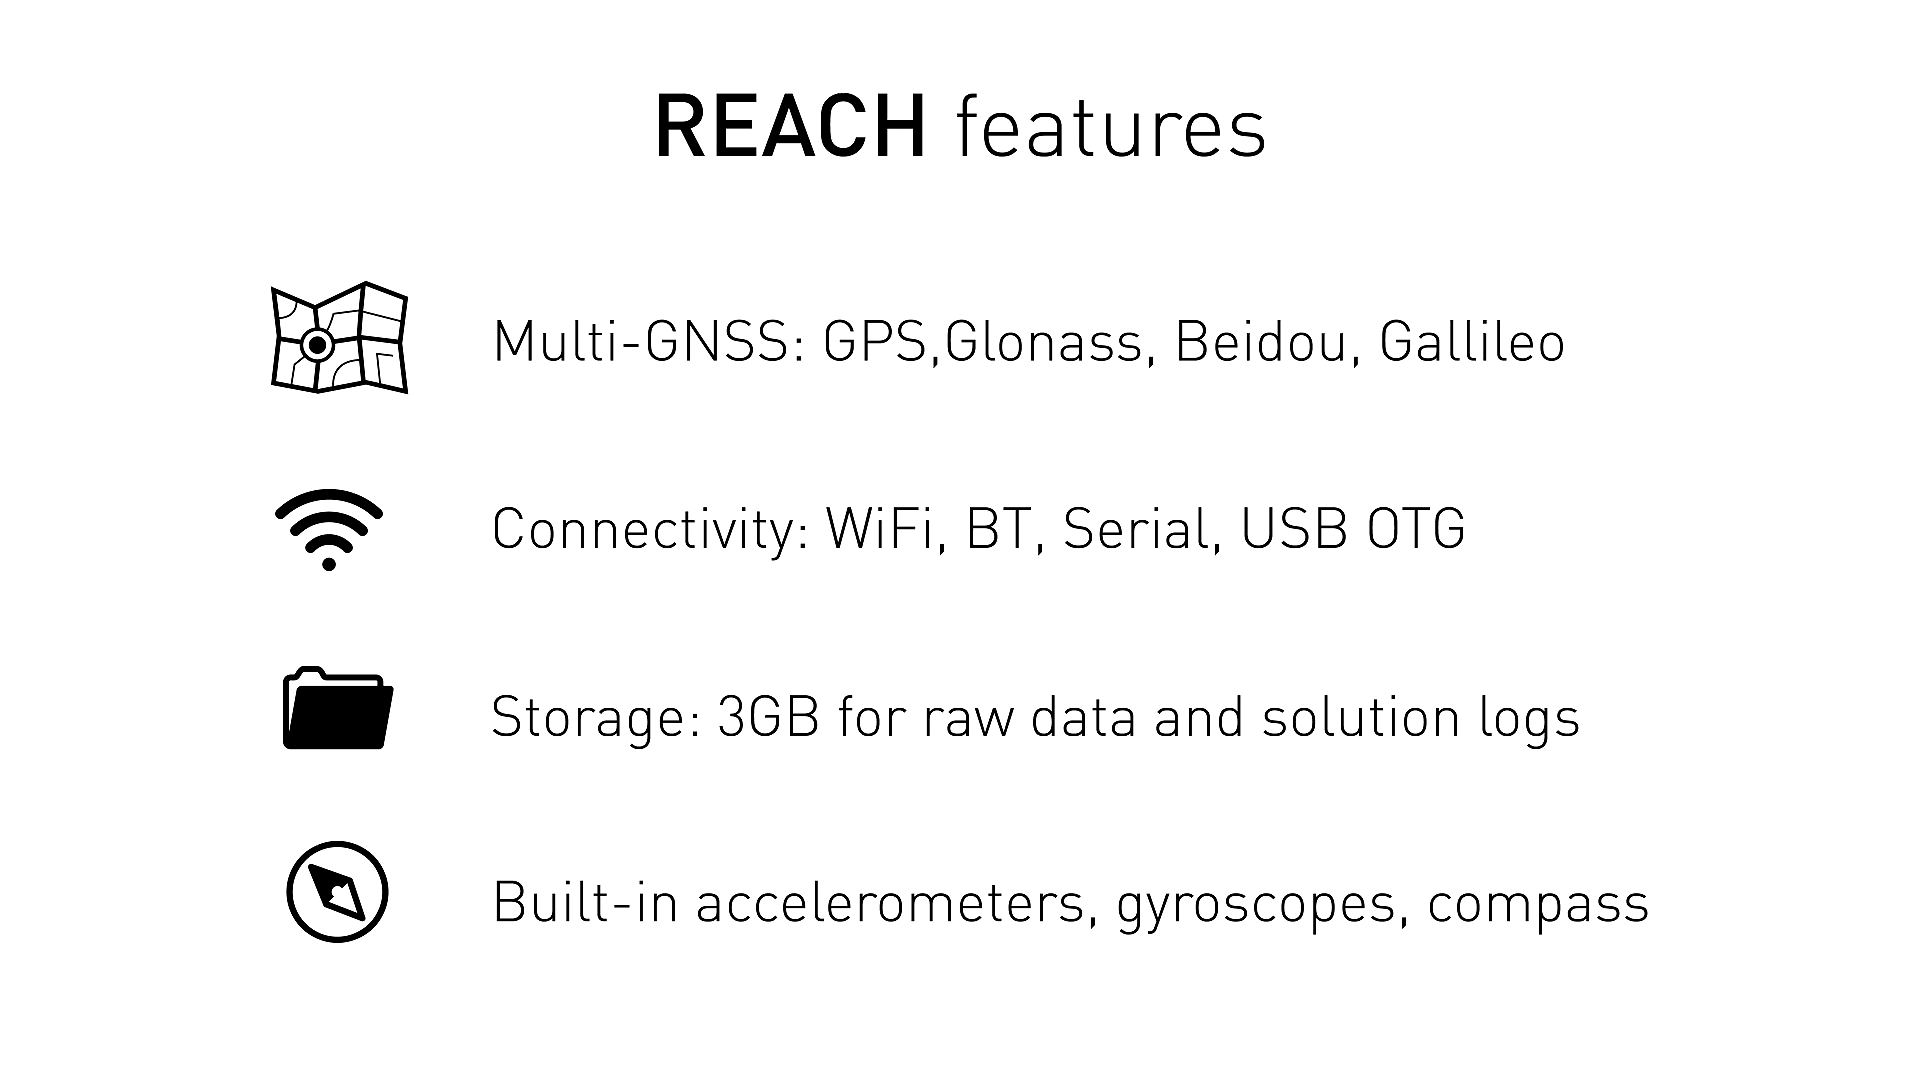 REACH features
Multi-GNSS: GPS,Glonass, Beidou, Gallileo
Connectivity: WiFi, BT, Serial, USB OTG
Storage: 3GB for raw data and solution logs
Built-in accelerometers, gyroscopes, compass